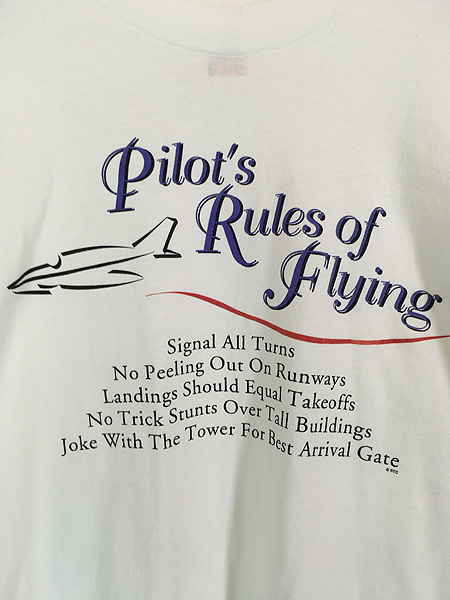 Pilot's
Rules of
Flying
Signal All Turns
No Peeling Out On Runways
Landings Should Equal Takeoffs
No Trick Stunts Over Tall Buildings
Joke With The Tower For Best Arrival Gate